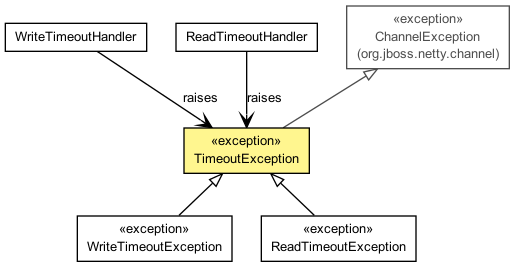 «exception»
ChannelException
(org.jboss.netty.channel)
WriteTimeoutHandler
ReadTimeoutHandler
raises
raises
«exception»
TimeoutException
«exception»
WriteTimeoutException
«exception»
ReadTimeoutException